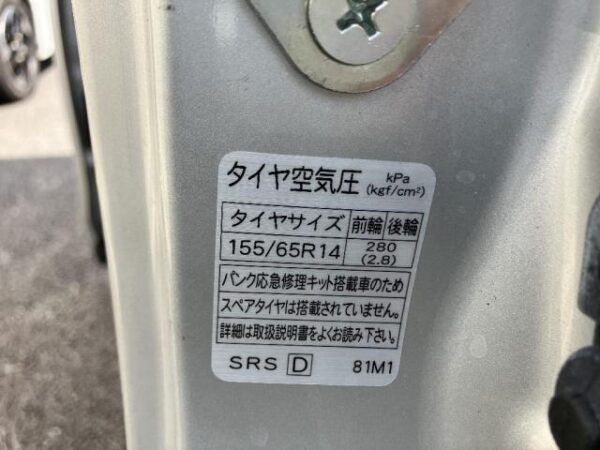 タイヤ空気圧 kPa (kgf/cm²)
タイヤサイズ 前輪 後輪
155/65R14 280 (2.8)
パンク応急修理キット搭載車のため
スペアタイヤは搭載されていません。
詳細は取扱説明書をよくお読み下さい。
SRS D 81M1